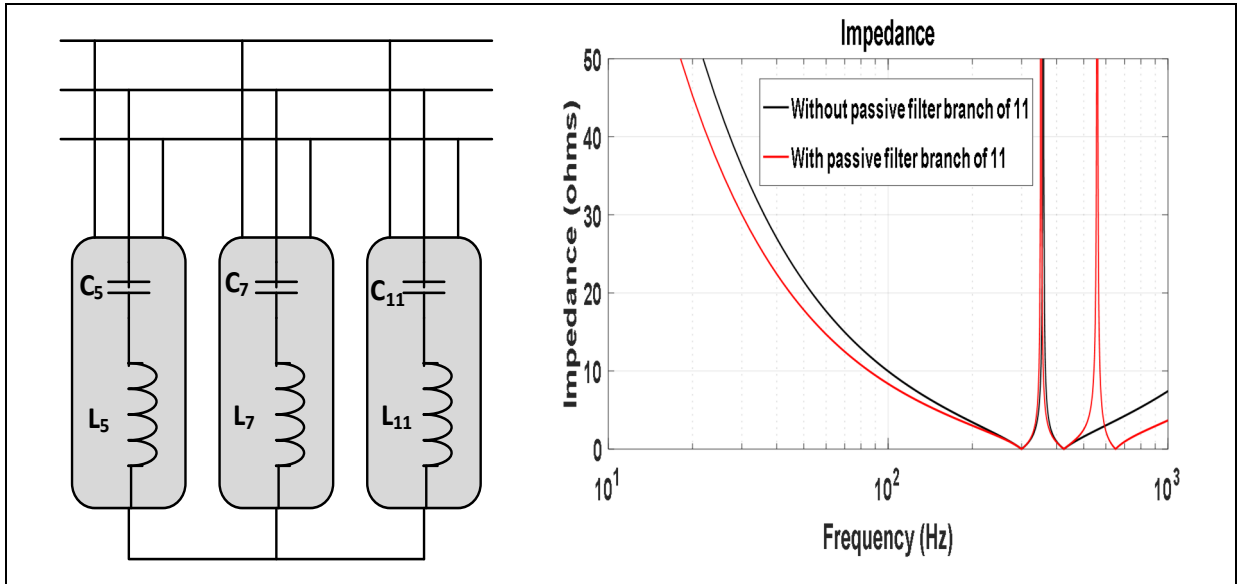 C5
L5
C7
L7
C11
L11
Impedance
Impedance (ohms)
50
40
30
20
10
0
Without passive filter branch of 11
With passive filter branch of 11
10^1
10^2
10^3
Frequency (Hz)